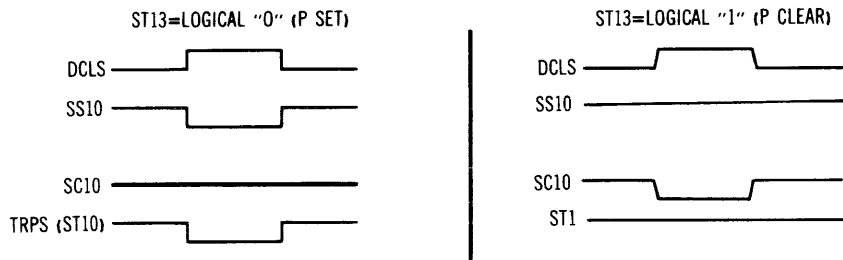 ST13=LOGICAL "0" (P SET)
DCLS
SS10
SC10
TRPS (ST10)
ST13=LOGICAL "1" (P CLEAR)
DCLS
SS10
SC10
ST1